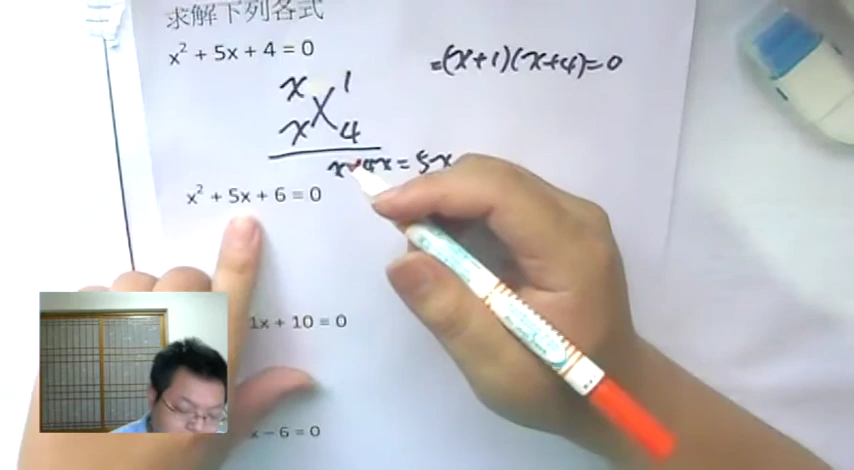 求解下列各式
x² + 5x + 4 = 0
=(x+1)(x+4)=0
x 1
x 4
= 5x
x² + 5x + 6 = 0
1x + 10 = 0
x − 6 = 0